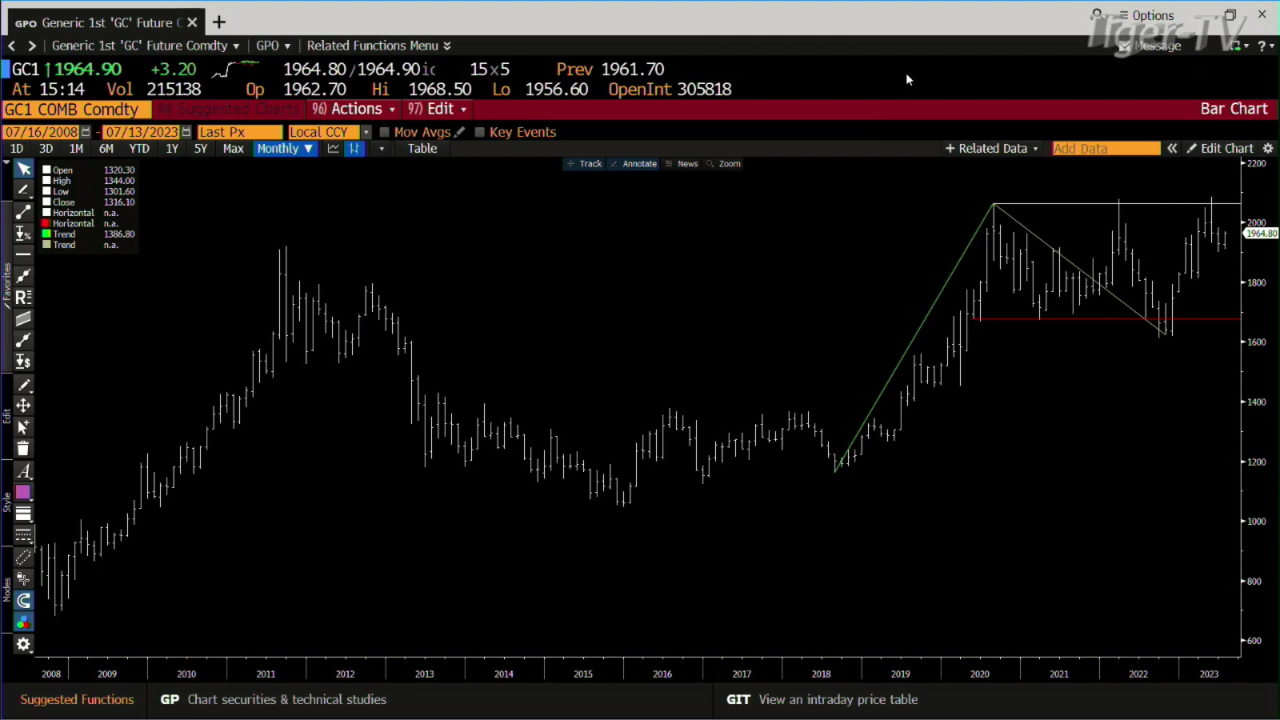 GPO Generic 1st 'GC' Future C
Options
Tiger-TV
Generic 1st 'GC' Future Comdty GPO Related Functions Menu
Message
?
GC1 ↑1964.90 +3.20 1964.80/1964.90 15x5 Prev 1961.70
At 15:14 Vol 215138 Op 1962.70 Hi 1968.50 Lo 1956.60 OpenInt 305818
GC1 COMB Comdty Suggested Charts 96) Actions 97) Edit Bar Chart
07/16/2008 - 07/13/2023 Last Px Local CCY Mov Avgs Key Events
1D 3D 1M 6M YTD 1Y 5Y Max Monthly ▼ Table + Related Data Add Data « Edit Chart
+ Track Annotate News Zoom
Open 1320.30
High 1344.00
Low 1301.60
Close 1316.10
Horizontal n.a.
Horizontal n.a.
Trend 1386.80
Trend n.a.
Favorites
Edit
Style
Modes
2200
2000
1964.80
1800
1600
1400
1200
1000
800
600
2008 2009 2010 2011 2012 2013 2014 2015 2016 2017 2018 2019 2020 2021 2022 2023
Suggested Functions GP Chart securities & technical studies GIT View an intraday price table